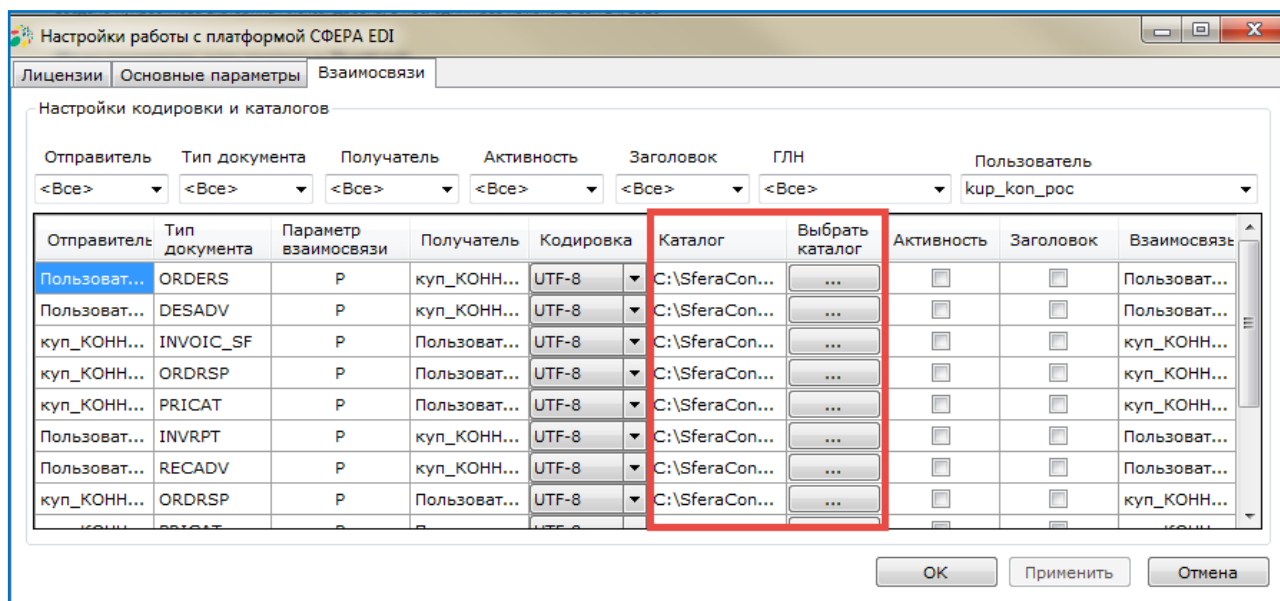 Настройки работы с платформой СФЕРА EDI
Лицензии Основные параметры Взаимосвязи
Настройки кодировки и каталогов
Отправитель Тип документа Получатель Активность Заголовок ГЛН Пользователь
<Все> <Все> <Все> <Все> <Все> <Все> kup_kon_poc
Отправитель Тип документа Параметр взаимосвязи Получатель Кодировка Каталог Выбрать каталог Активность Заголовок Взаимосвязь
Пользоват... ORDERS P куп_КОНН... UTF-8 C:\SferaCon... ... Пользоват...
Пользоват... DESADV P куп_КОНН... UTF-8 C:\SferaCon... ... Пользоват...
куп_КОНН... INVOIC_SF P Пользоват... UTF-8 C:\SferaCon... ... куп_КОНН...
куп_КОНН... ORDRSP P Пользоват... UTF-8 C:\SferaCon... ... куп_КОНН...
куп_КОНН... PRICAT P Пользоват... UTF-8 C:\SferaCon... ... куп_КОНН...
Пользоват... INVRPT P куп_КОНН... UTF-8 C:\SferaCon... ... Пользоват...
Пользоват... RECADV P куп_КОНН... UTF-8 C:\SferaCon... ... Пользоват...
куп_КОНН... ORDRSP P Пользоват... UTF-8 C:\SferaCon... ... куп_КОНН...
OK Применить Отмена